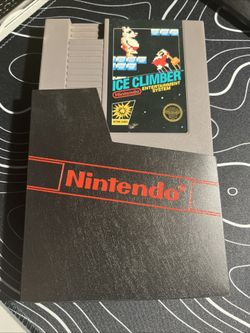 ICE CLIMBER
Nintendo
ENTERTAINMENT
SYSTEM
Nintendo